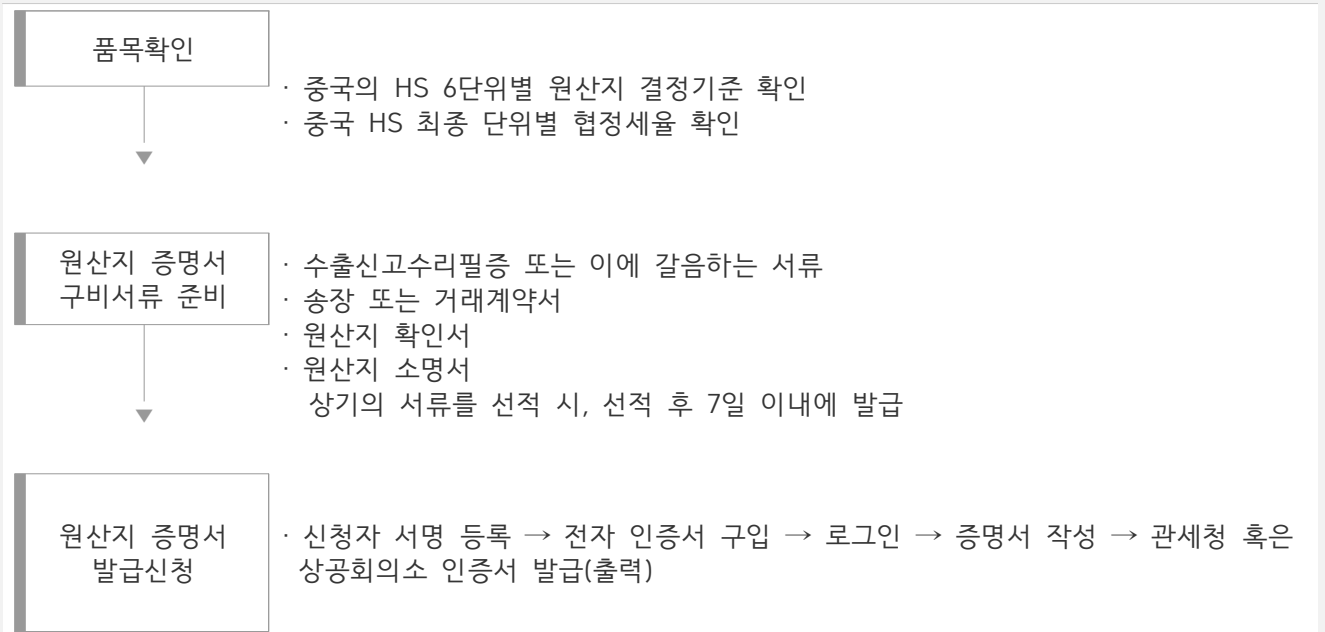 품목확인
· 중국의 HS 6단위별 원산지 결정기준 확인
· 중국 HS 최종 단위별 협정세율 확인
원산지 증명서
구비서류 준비
· 수출신고수리필증 또는 이에 갈음하는 서류
· 송장 또는 거래계약서
· 원산지 확인서
· 원산지 소명서
상기의 서류를 선적 시, 선적 후 7일 이내에 발급
원산지 증명서
발급신청
· 신청자 서명 등록 → 전자 인증서 구입 → 로그인 → 증명서 작성 → 관세청 혹은
상공회의소 인증서 발급(출력)